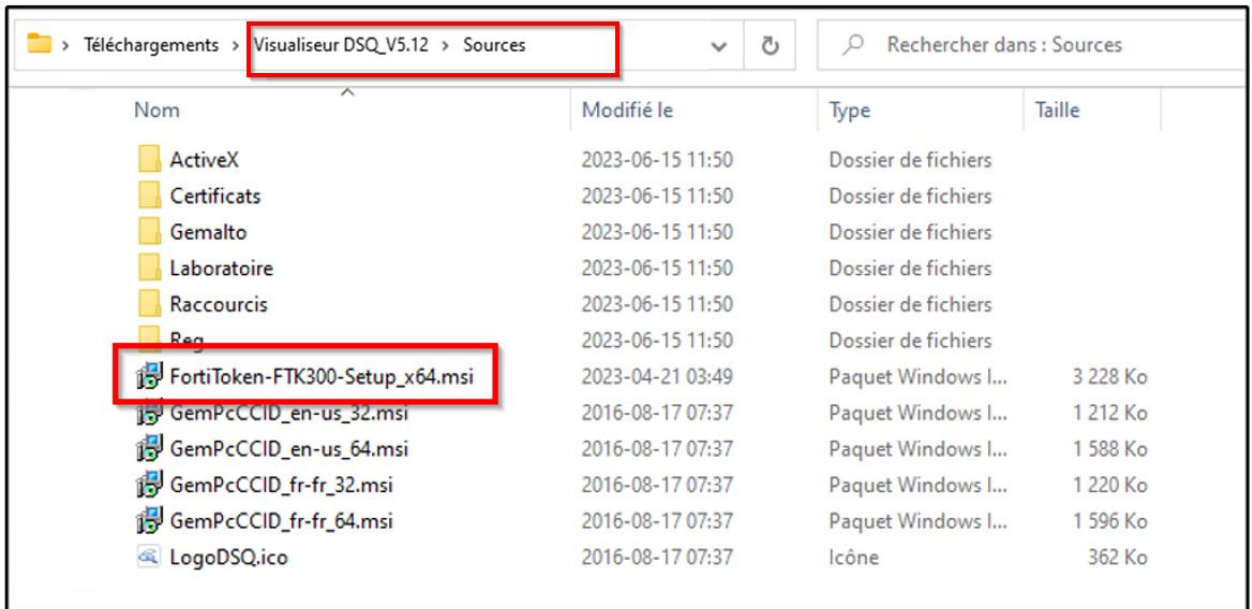 > Téléchargements > Visualiseur DSQ_V5.12 > Sources Rechercher dans : Sources
Nom Modifié le Type Taille
ActiveX 2023-06-15 11:50 Dossier de fichiers
Certificats 2023-06-15 11:50 Dossier de fichiers
Gemalto 2023-06-15 11:50 Dossier de fichiers
Laboratoire 2023-06-15 11:50 Dossier de fichiers
Raccourcis 2023-06-15 11:50 Dossier de fichiers
Reg 2023-06-15 11:50 Dossier de fichiers
FortiToken-FTK300-Setup_x64.msi 2023-04-21 03:49 Paquet Windows I... 3 228 Ko
GemPcCCID_en-us_32.msi 2016-08-17 07:37 Paquet Windows I... 1 212 Ko
GemPcCCID_en-us_64.msi 2016-08-17 07:37 Paquet Windows I... 1 588 Ko
GemPcCCID_fr-fr_32.msi 2016-08-17 07:37 Paquet Windows I... 1 220 Ko
GemPcCCID_fr-fr_64.msi 2016-08-17 07:37 Paquet Windows I... 1 596 Ko
LogoDSQ.ico 2016-08-17 07:37 Icône 362 Ko